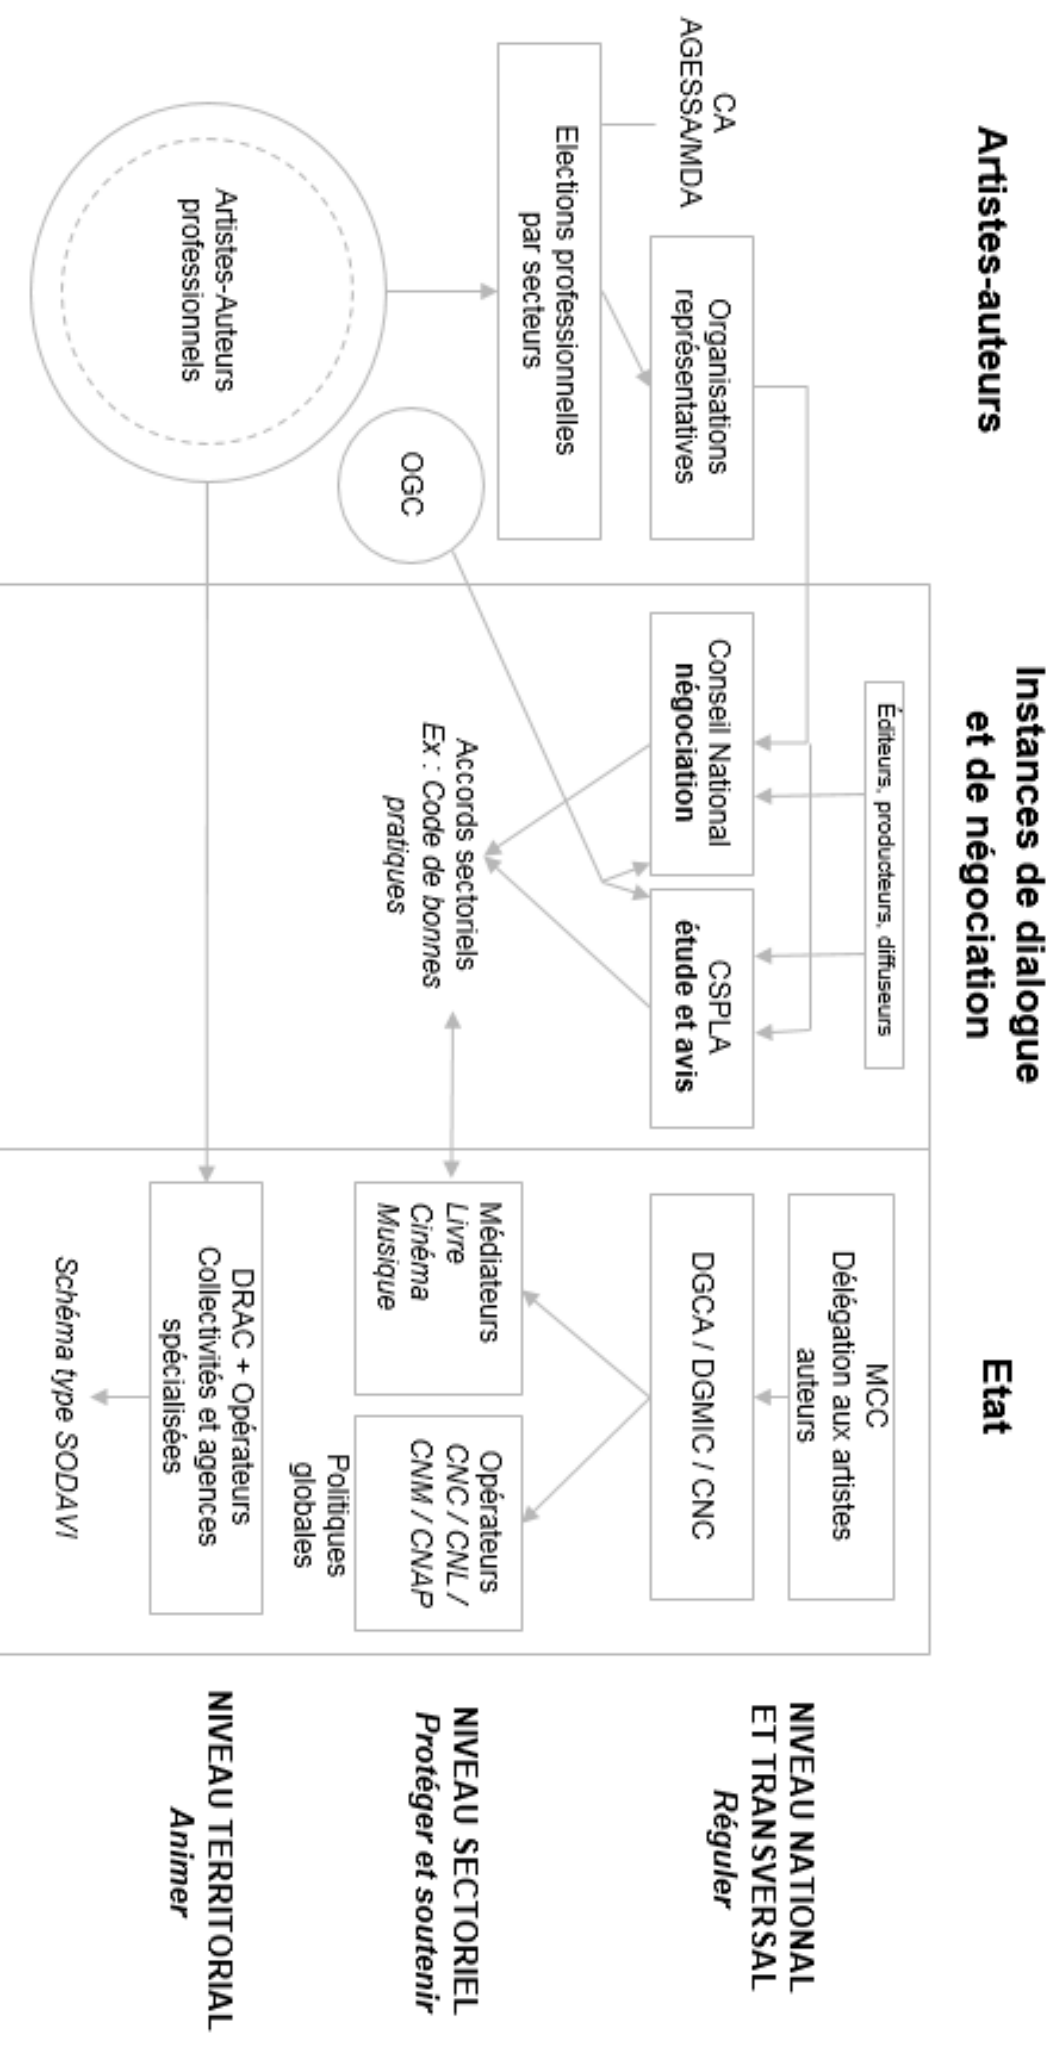 Artistes-auteurs
Instances de dialogue
et de négociation
Etat
CA
AGESSA/MDA
Organisations
représentatives
Elections professionnelles
par secteurs
OGC
Artistes-Auteurs
professionnels
Éditeurs, producteurs, diffuseurs
Conseil National
négociation
CSPLA
étude et avis
Accords sectoriels
Ex : Code de bonnes
pratiques
MCC
Délégation aux artistes
auteurs
DGCA / DGMIC / CNC
Médiateurs
Livre
Cinéma
Musique
Opérateurs
CNC / CNL /
CNM / CNAP
Politiques
globales
DRAC + Opérateurs
Collectivités et agences
spécialisées
Schéma type SODAVI
NIVEAU NATIONAL
ET TRANSVERSAL
Réguler
NIVEAU SECTORIEL
Protéger et soutenir
NIVEAU TERRITORIAL
Animer